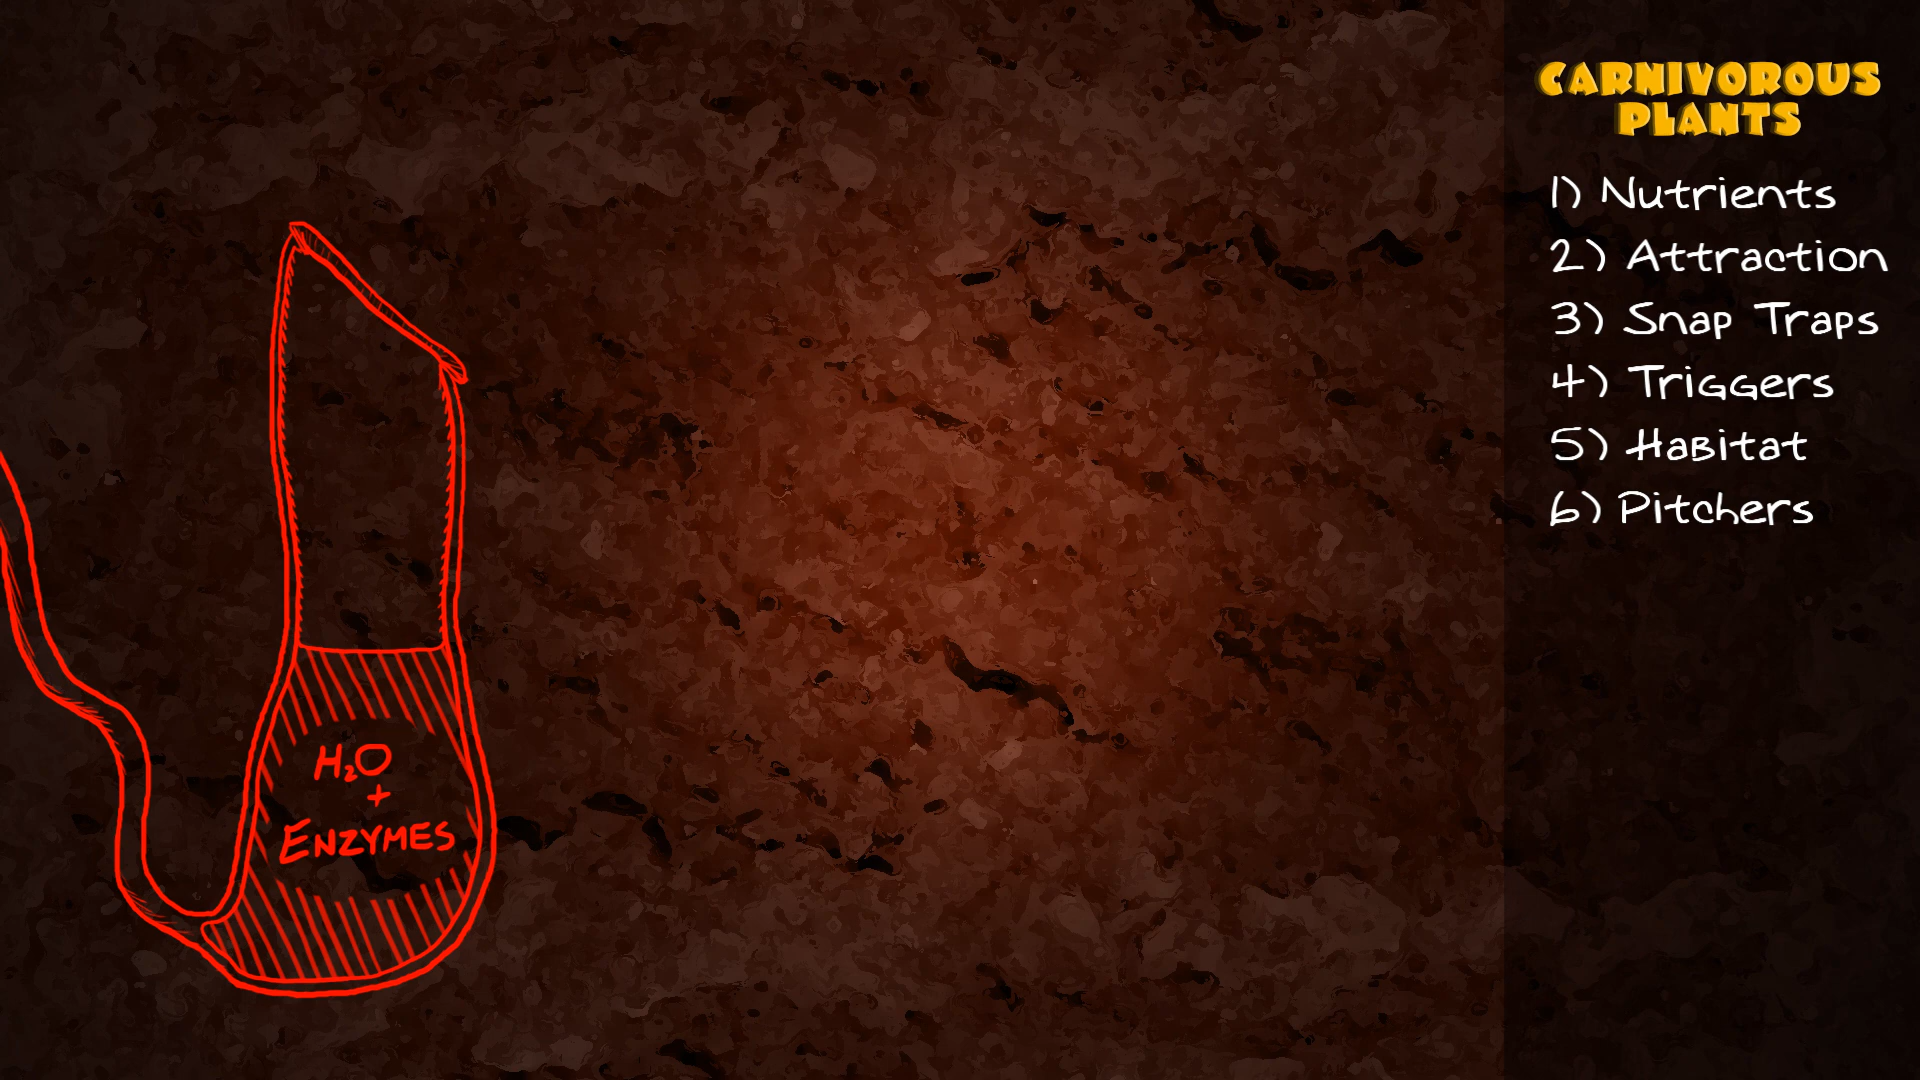 CARNIVOROUS
PLANTS
1) Nutrients
2) Attraction
3) Snap Traps
4) Triggers
5) Habitat
6) Pitchers
H₂O
+
ENZYMES